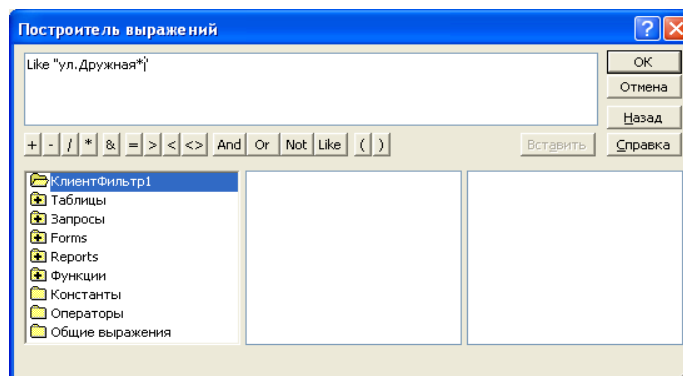 Построитель выражений
Like "ул.Дружная*"
ОК
Отмена
Назад
+ - / * & = > < <> And Or Not Like ( ) Вставить Справка
КлиентФильтр1
Таблицы
Запросы
Forms
Reports
Функции
Константы
Операторы
Общие выражения